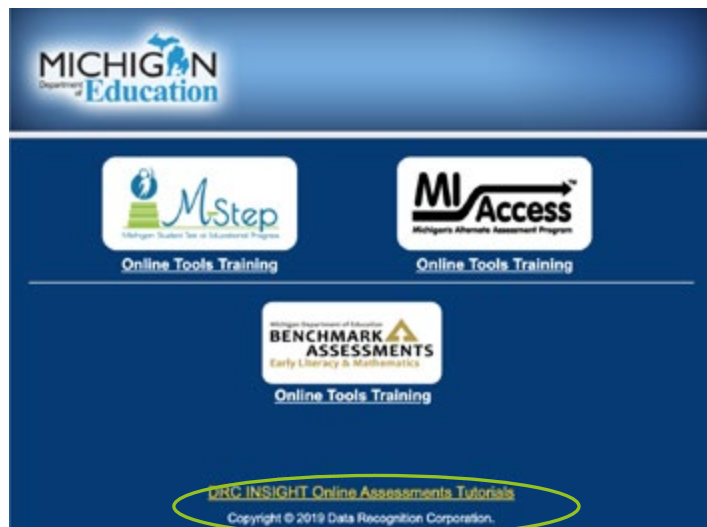 MICHIGAN
Department of Education
M-Step
Michigan Student Test of Educational Progress
Online Tools Training
MI Access™
Michigan's Alternate Assessment Program
Online Tools Training
Michigan Department of Education
BENCHMARK
ASSESSMENTS
Early Literacy & Mathematics
Online Tools Training
DRC INSIGHT Online Assessments Tutorials
Copyright © 2019 Data Recognition Corporation.